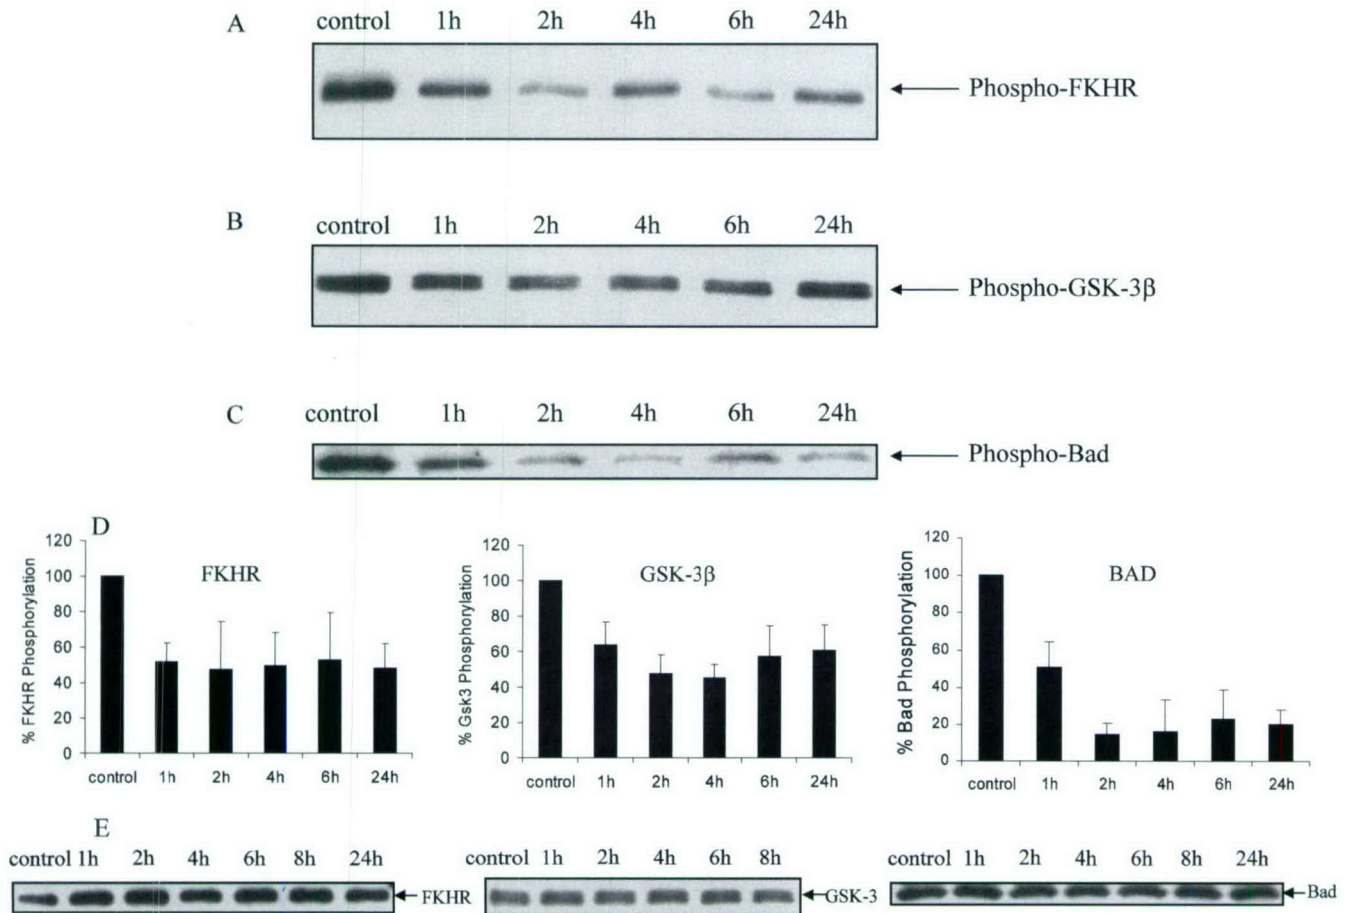 A
control 1h 2h 4h 6h 24h
Phospho-FKHR
B
control 1h 2h 4h 6h 24h
Phospho-GSK-3β
C
control 1h 2h 4h 6h 24h
Phospho-Bad
D
% FKHR Phosphorylation
120
100
80
60
40
20
0
FKHR
control 1h 2h 4h 6h 24h
% Gsk3 Phosphorylation
120
100
80
60
40
20
0
GSK-3β
control 1h 2h 4h 6h 24h
% Bad Phosphorylation
120
100
80
60
40
20
0
BAD
control 1h 2h 4h 6h 24h
E
control 1h 2h 4h 6h 8h 24h
FKHR
control 1h 2h 4h 6h 8h
GSK-3
control 1h 2h 4h 6h 8h 24h
Bad